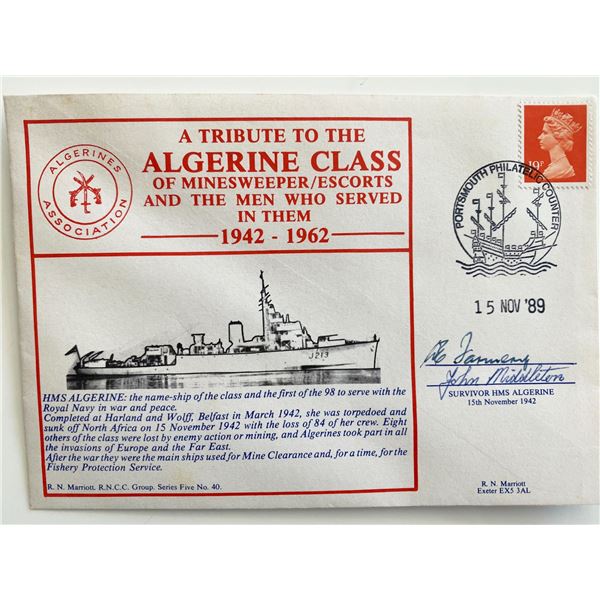 ALGERINES
ASSOCIATION
A TRIBUTE TO THE
ALGERINE CLASS
OF MINESWEEPER/ESCORTS
AND THE MEN WHO SERVED
IN THEM
1942 - 1962
J213
HMS ALGERINE: the name-ship of the class and the first of the 98 to serve with the
Royal Navy in war and peace.
Completed at Harland and Wolff, Belfast in March 1942, she was torpedoed and
sunk off North Africa on 15 November 1942 with the loss of 84 of her crew. Eight
others of the class were lost by enemy action or mining, and Algerines took part in all
the invasions of Europe and the Far East.
After the war they were the main ships used for Mine Clearance and, for a time, for the
Fishery Protection Service.
R. N. Marriott. R.N.C.C. Group. Series Five No. 40.
19P
PORTSMOUTH PHILATELIC COUNTER
15 NOV '89
John Middleton
SURVIVOR HMS ALGERINE
15th November 1942
R. N. Marriott
Exeter EX5 3AL